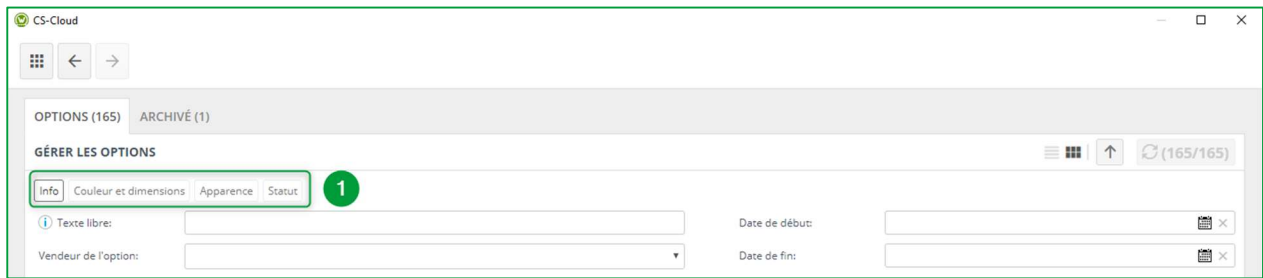 CS-Cloud
OPTIONS (165) ARCHIVÉ (1)
GÉRER LES OPTIONS (165/165)
Info Couleur et dimensions Apparence Statut 1
Texte libre: Date de début:
Vendeur de l'option: Date de fin: